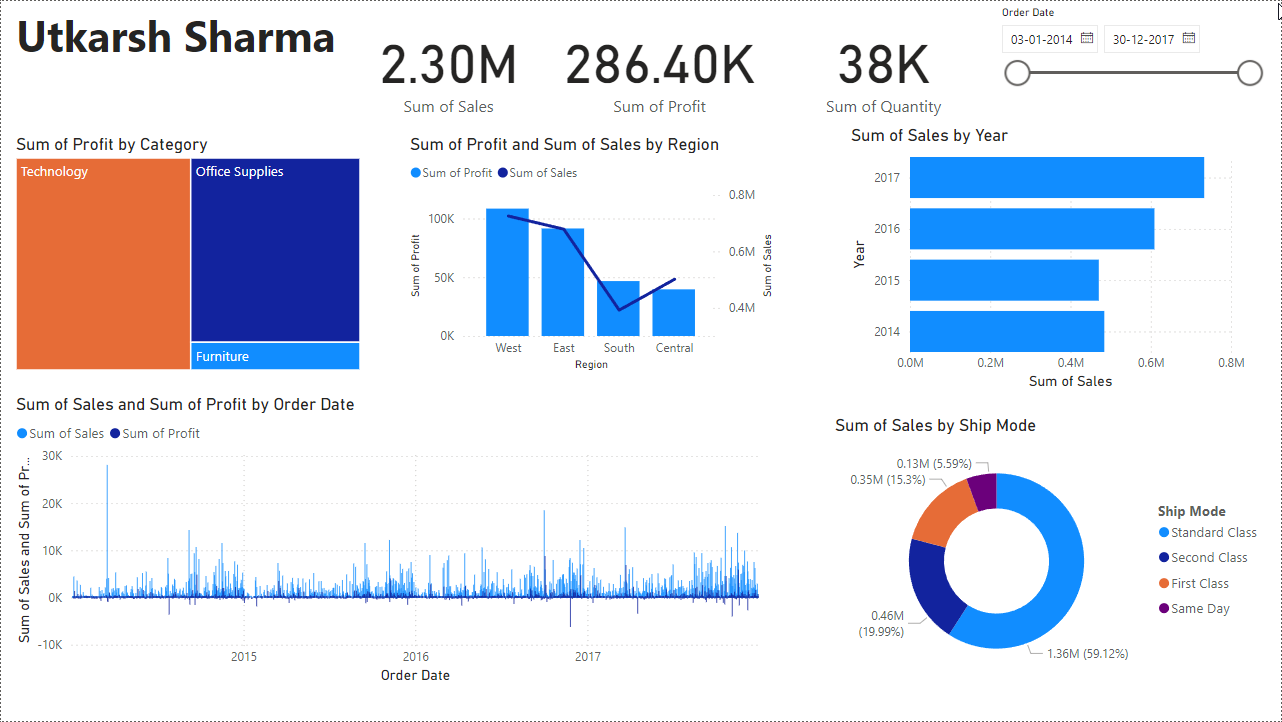 Utkarsh Sharma
2.30M
Sum of Sales
286.40K
Sum of Profit
38K
Sum of Quantity
Order Date
03-01-2014
30-12-2017
Sum of Profit by Category
Technology
Office Supplies
Furniture
Sum of Profit and Sum of Sales by Region
Sum of Profit
Sum of Sales
Sum of Profit
100K
50K
0K
0.8M
0.6M
0.4M
Sum of Sales
West
East
South
Central
Region
Sum of Sales by Year
Year
2017
2016
2015
2014
0.0M
0.2M
0.4M
0.6M
0.8M
Sum of Sales
Sum of Sales and Sum of Profit by Order Date
Sum of Sales
Sum of Profit
Sum of Sales and Sum of Pr...
30K
20K
10K
0K
-10K
2015
2016
2017
Order Date
Sum of Sales by Ship Mode
0.13M (5.59%)
0.35M (15.3%)
0.46M
(19.99%)
1.36M (59.12%)
Ship Mode
Standard Class
Second Class
First Class
Same Day